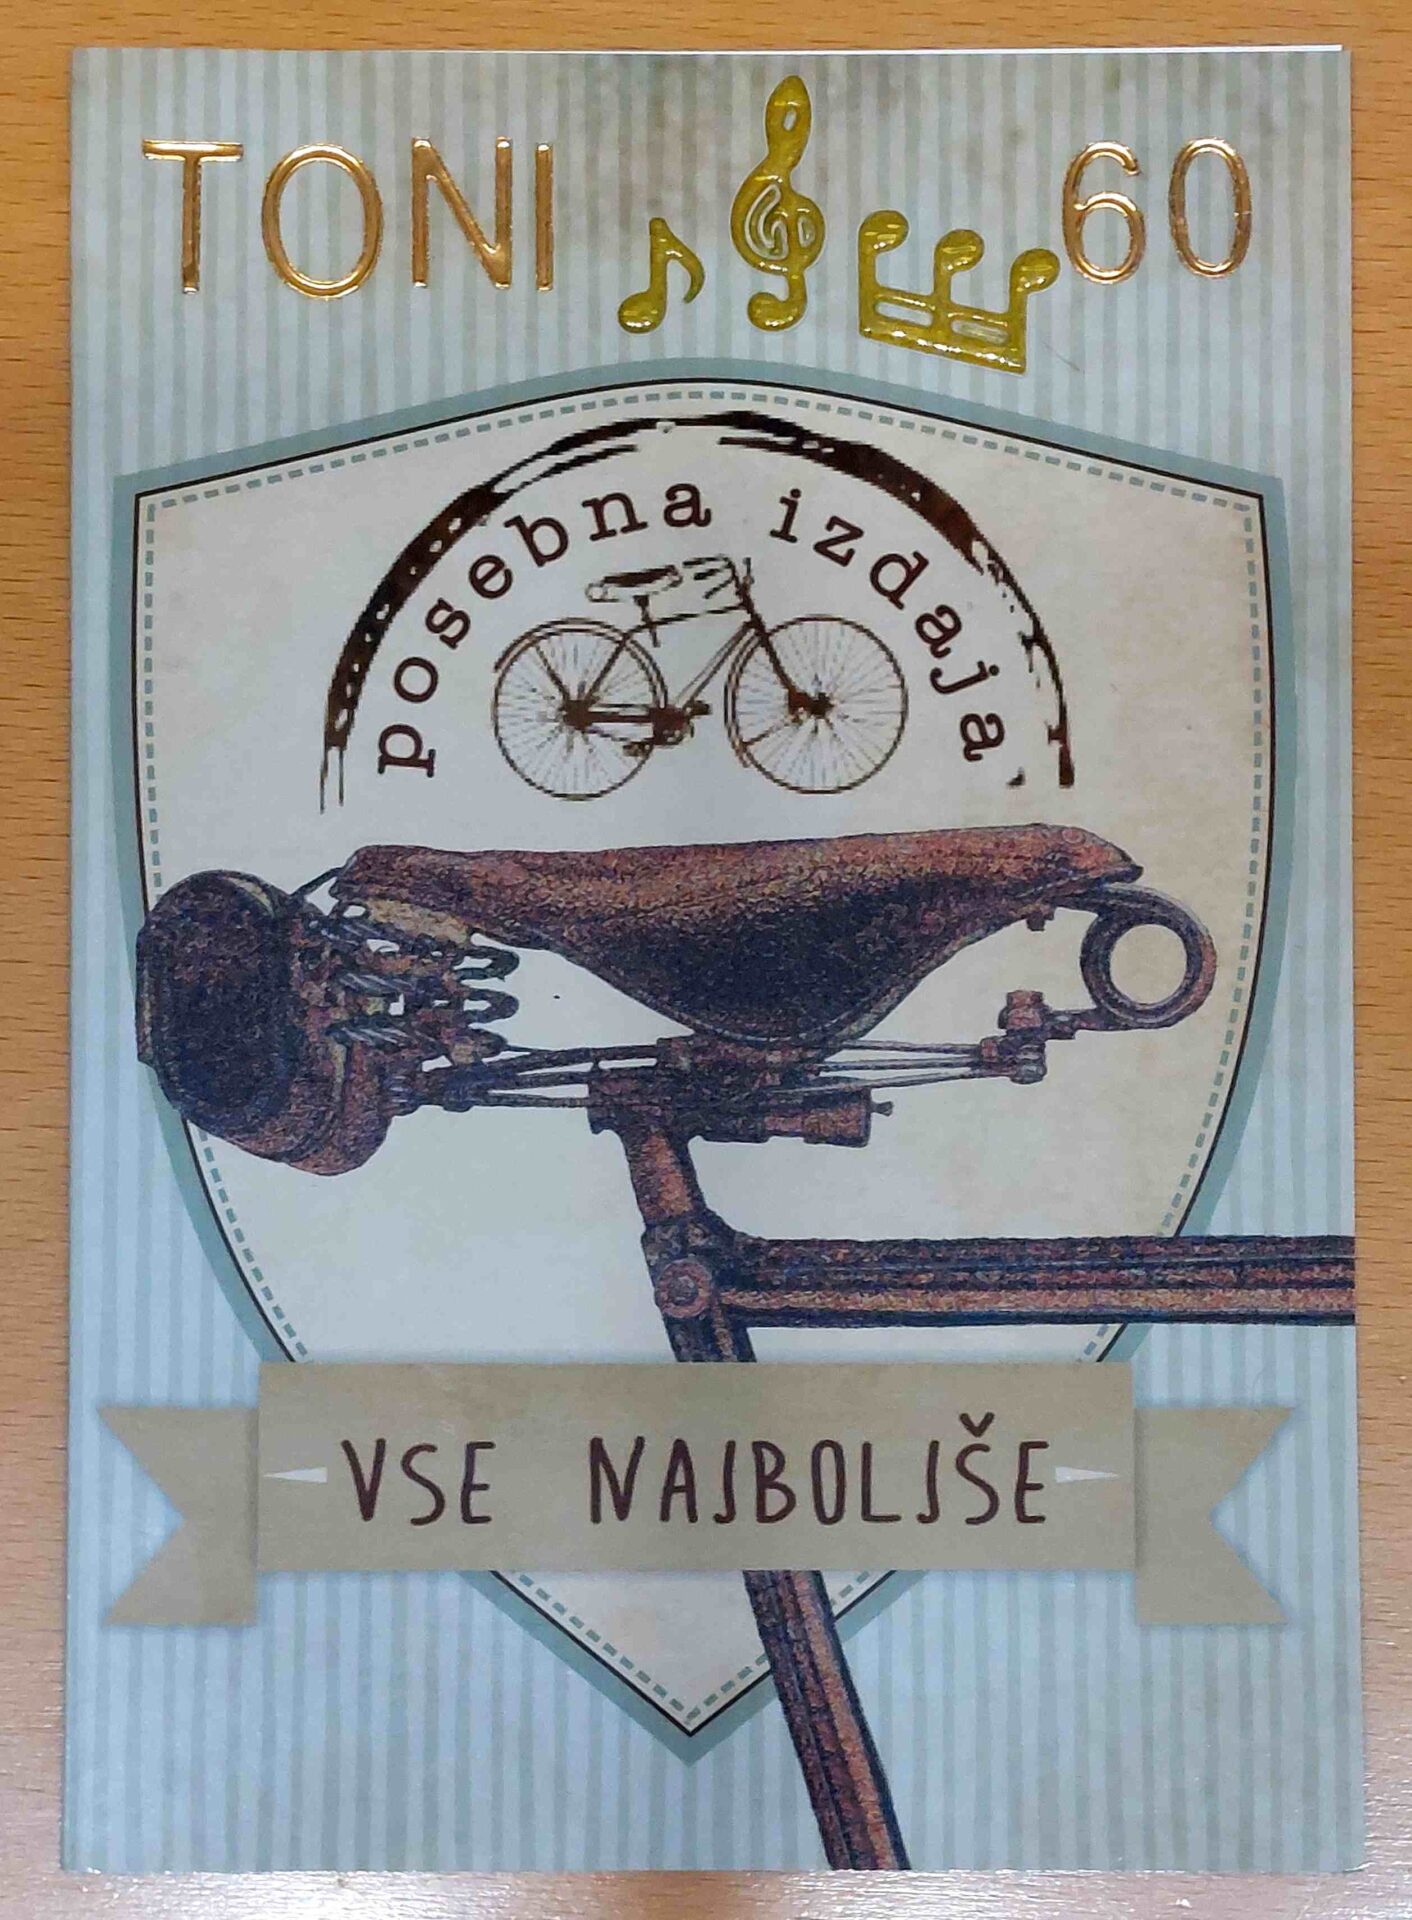 TONI 60
posebna izdaja
VSE NAJBOLJŠE